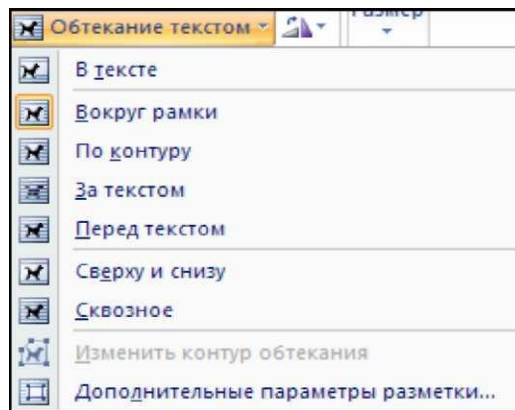 Обтекание текстом
Размер
В тексте
Вокруг рамки
По контуру
За текстом
Перед текстом
Сверху и снизу
Сквозное
Изменить контур обтекания
Дополнительные параметры разметки...